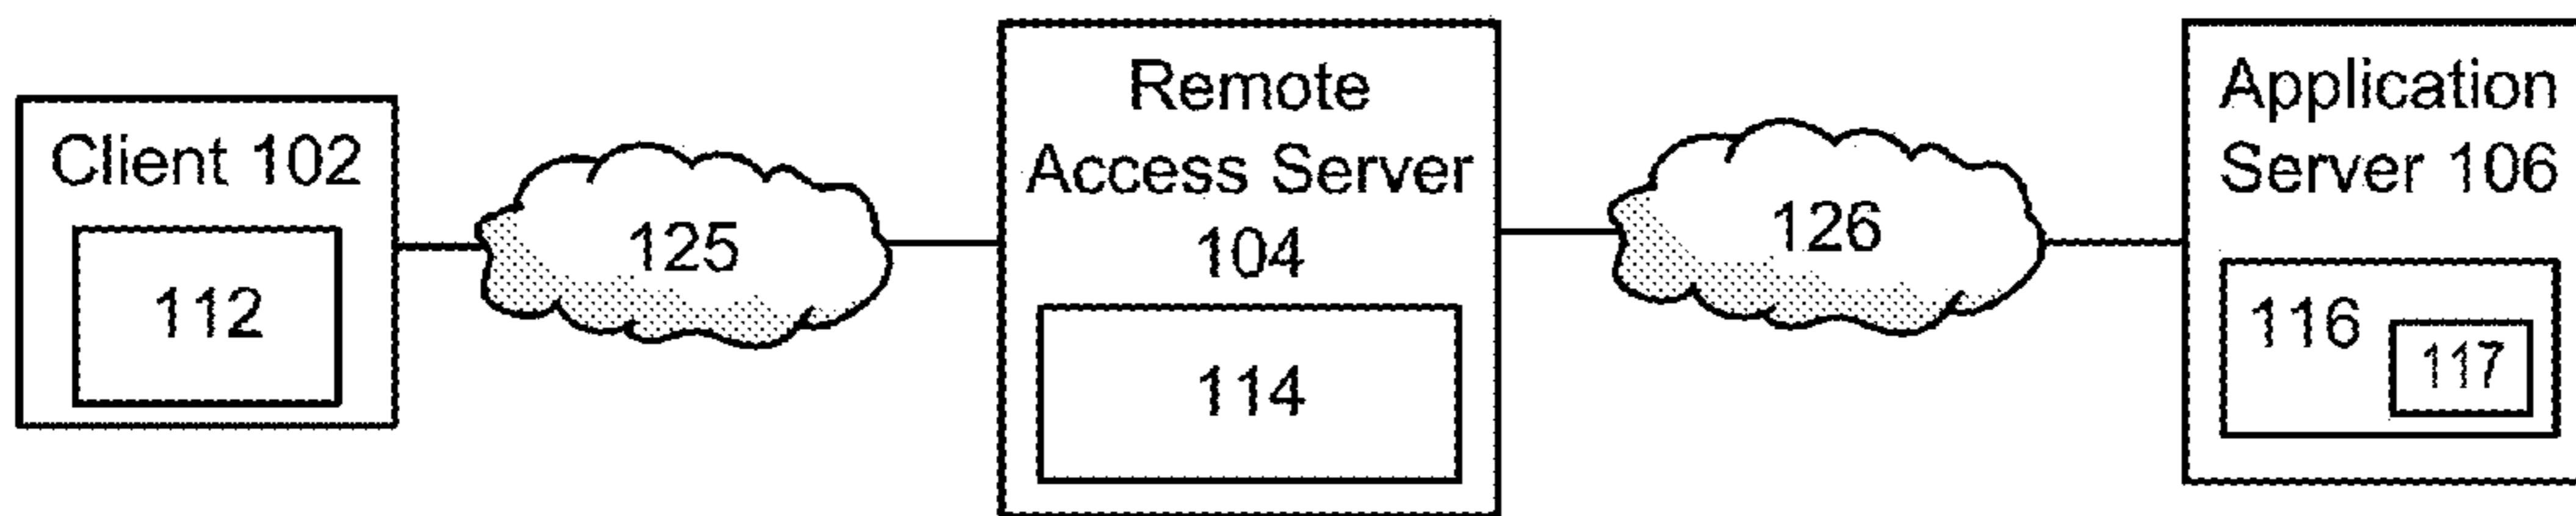 Client 102
112
125
Remote
Access Server
104
114
126
Application
Server 106
116
117